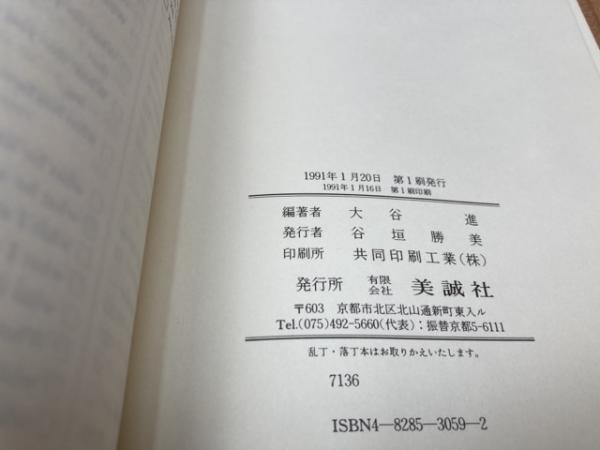 1991年1月20日 第1刷発行
1991年1月16日 第1刷印刷
編著者 大谷 進
発行者 谷垣勝美
印刷所 共同印刷工業(株)
発行所 有限会社 美誠社
〒603 京都市北区北山通新町東入ル
Tel.(075)492-5660(代表):振替京都5-6111
乱丁・落丁本はお取りかえいたします。
7136
ISBN4-8285-3059-2